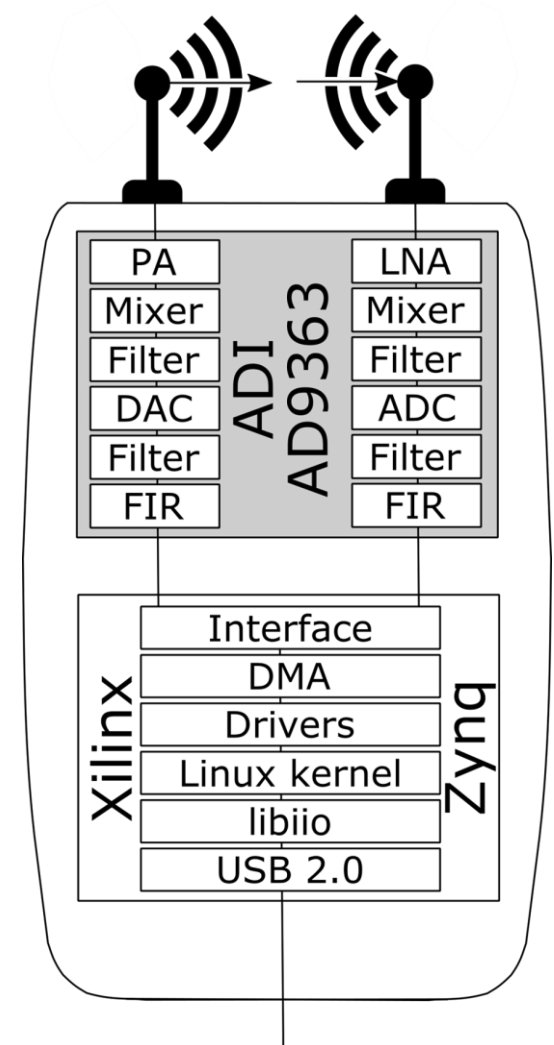 PA
Mixer
Filter
DAC
Filter
FIR
ADI
AD9363
LNA
Mixer
Filter
ADC
Filter
FIR
Xilinx
Interface
DMA
Drivers
Linux kernel
libiio
USB 2.0
Zynq